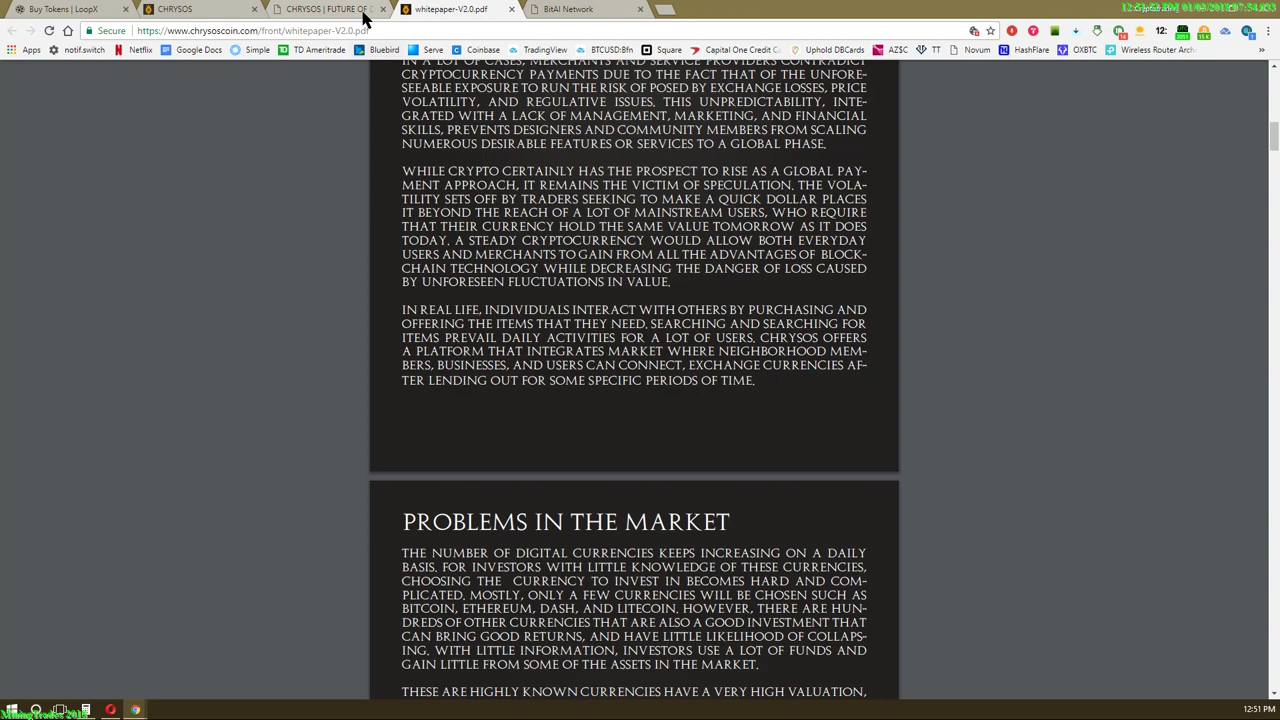 Buy Tokens | LoopX
CHRYSOS
CHRYSOS | FUTURE OF
whitepaper-V2.0.pdf
BitAI Network
Secure
https://www.chrysoscoin.com/front/whitepaper-V2.0.pdf
12:
Apps
notif.switch
Netflix
Google Docs
Simple
TD Ameritrade
Bluebird
S
C
Coinbase
TradingView
BTCUSD:Bfn
Square
Capital One Credit C
Uphold DBCards
AZ$C
TT
Novum
HashFlare
OXBTC
Wireless Router Arch
»
IN A LOT OF CASES, MERCHANTS AND SERVICE PROVIDERS CONTRADICT
CRYPTOCURRENCY PAYMENTS DUE TO THE FACT THAT OF THE UNFORE-
SEEABLE EXPOSURE TO RUN THE RISK OF POSED BY EXCHANGE LOSSES, PRICE
VOLATILITY, AND REGULATIVE ISSUES. THIS UNPREDICTABILITY, INTE-
GRATED WITH A LACK OF MANAGEMENT, MARKETING, AND FINANCIAL
SKILLS, PREVENTS DESIGNERS AND COMMUNITY MEMBERS FROM SCALING
NUMEROUS DESIRABLE FEATURES OR SERVICES TO A GLOBAL PHASE.
WHILE CRYPTO CERTAINLY HAS THE PROSPECT TO RISE AS A GLOBAL PAY-
MENT APPROACH, IT REMAINS THE VICTIM OF SPECULATION. THE VOLA-
TILITY SETS OFF BY TRADERS SEEKING TO MAKE A QUICK DOLLAR PLACES
IT BEYOND THE REACH OF A LOT OF MAINSTREAM USERS, WHO REQUIRE
THAT THEIR CURRENCY HOLD THE SAME VALUE TOMORROW AS IT DOES
TODAY. A STEADY CRYPTOCURRENCY WOULD ALLOW BOTH EVERYDAY
USERS AND MERCHANTS TO GAIN FROM ALL THE ADVANTAGES OF BLOCK-
CHAIN TECHNOLOGY WHILE DECREASING THE DANGER OF LOSS CAUSED
BY UNFORESEEN FLUCTUATIONS IN VALUE.
IN REAL LIFE, INDIVIDUALS INTERACT WITH OTHERS BY PURCHASING AND
OFFERING THE ITEMS THAT THEY NEED. SEARCHING AND SEARCHING FOR
ITEMS PREVAIL DAILY ACTIVITIES FOR A LOT OF USERS. CHRYSOS OFFERS
A PLATFORM THAT INTEGRATES MARKET WHERE NEIGHBORHOOD MEM-
BERS, BUSINESSES, AND USERS CAN CONNECT, EXCHANGE CURRENCIES AF-
TER LENDING OUT FOR SOME SPECIFIC PERIODS OF TIME.
PROBLEMS IN THE MARKET
THE NUMBER OF DIGITAL CURRENCIES KEEPS INCREASING ON A DAILY
BASIS. FOR INVESTORS WITH LITTLE KNOWLEDGE OF THESE CURRENCIES,
CHOOSING THE CURRENCY TO INVEST IN BECOMES HARD AND COM-
PLICATED. MOSTLY, ONLY A FEW CURRENCIES WILL BE CHOSEN SUCH AS
BITCOIN, ETHEREUM, DASH, AND LITECOIN. HOWEVER, THERE ARE HUN-
DREDS OF OTHER CURRENCIES THAT ARE ALSO A GOOD INVESTMENT THAT
CAN BRING GOOD RETURNS, AND HAVE LITTLE LIKELIHOOD OF COLLAPS-
ING. WITH LITTLE INFORMATION, INVESTORS USE A LOT OF FUNDS AND
GAIN LITTLE FROM SOME OF THE ASSETS IN THE MARKET.
THESE ARE HIGHLY KNOWN CURRENCIES HAVE A VERY HIGH VALUATION,
12:51 PM